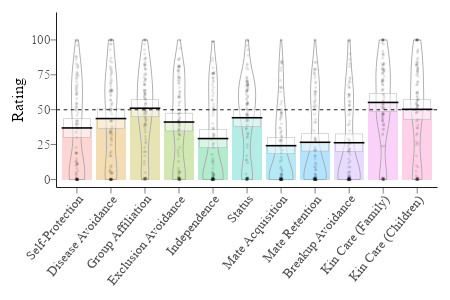 Rating
100
75
50
25
0
Self-Protection
Disease Avoidance
Group Affiliation
Exclusion Avoidance
Independence
Status
Mate Acquisition
Mate Retention
Breakup Avoidance
Kin Care (Family)
Kin Care (Children)